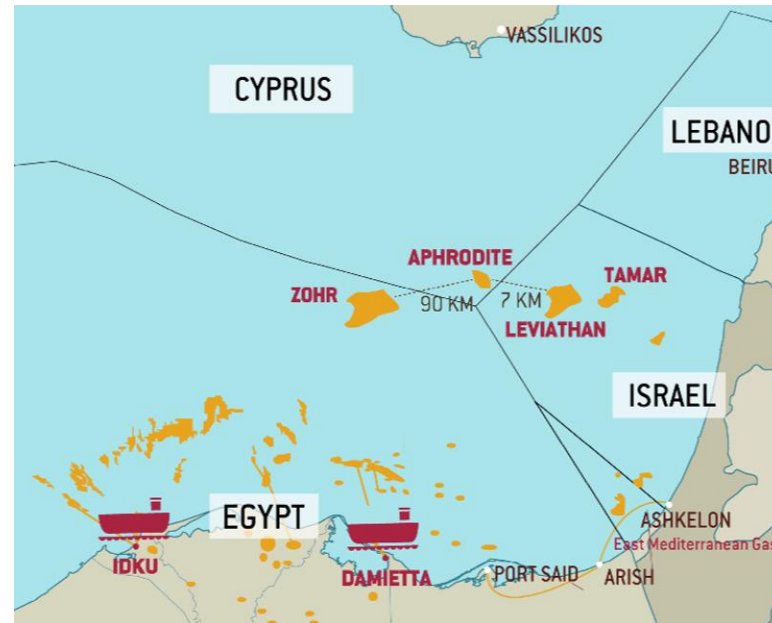 VASSILIKOS
CYPRUS
LEBANO
BEIRU
APHRODITE
ZOHR
TAMAR
90 KM
7 KM
LEVIATHAN
ISRAEL
EGYPT
ASHKELON
East Mediterranean Gas
IDKU
DAMIETTA
PORT SAID
ARISH